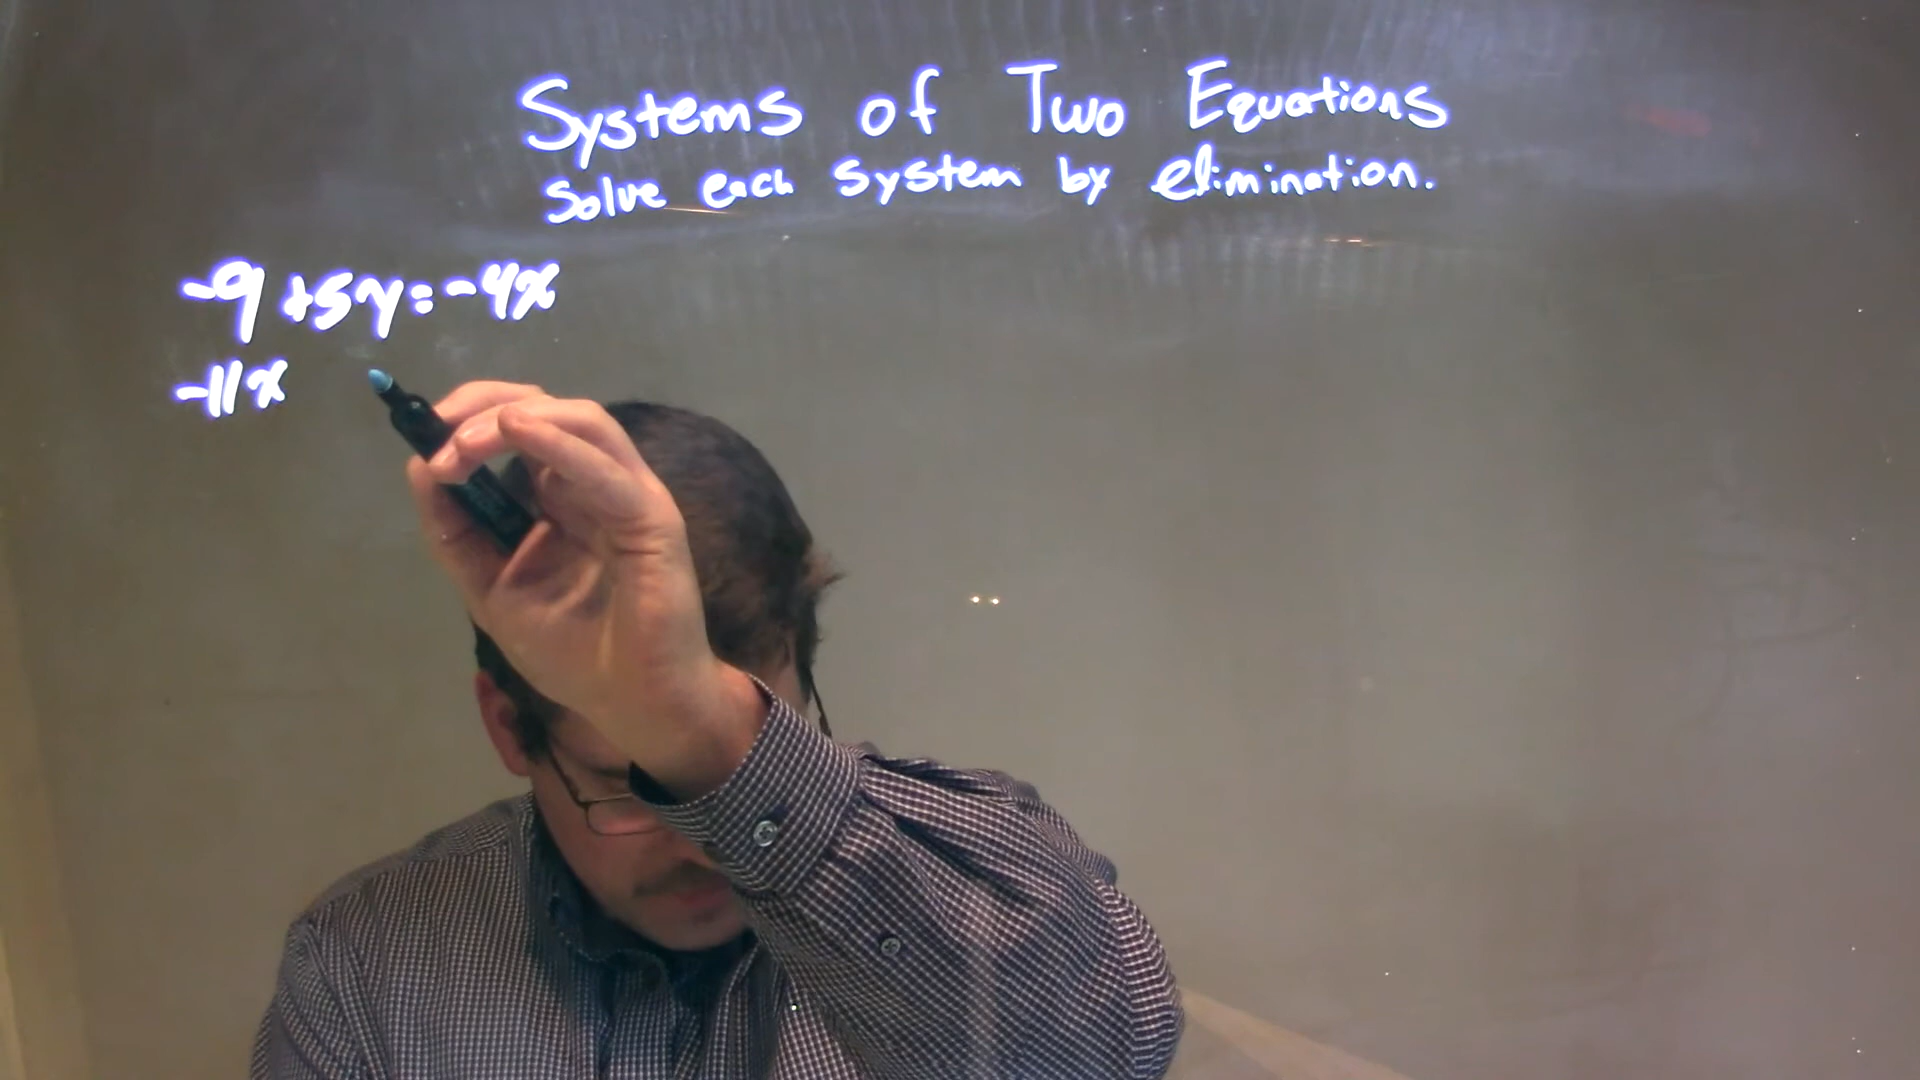 Systems of Two Equations
Solve each system by elimination.
-9+5y=-4x
-11x